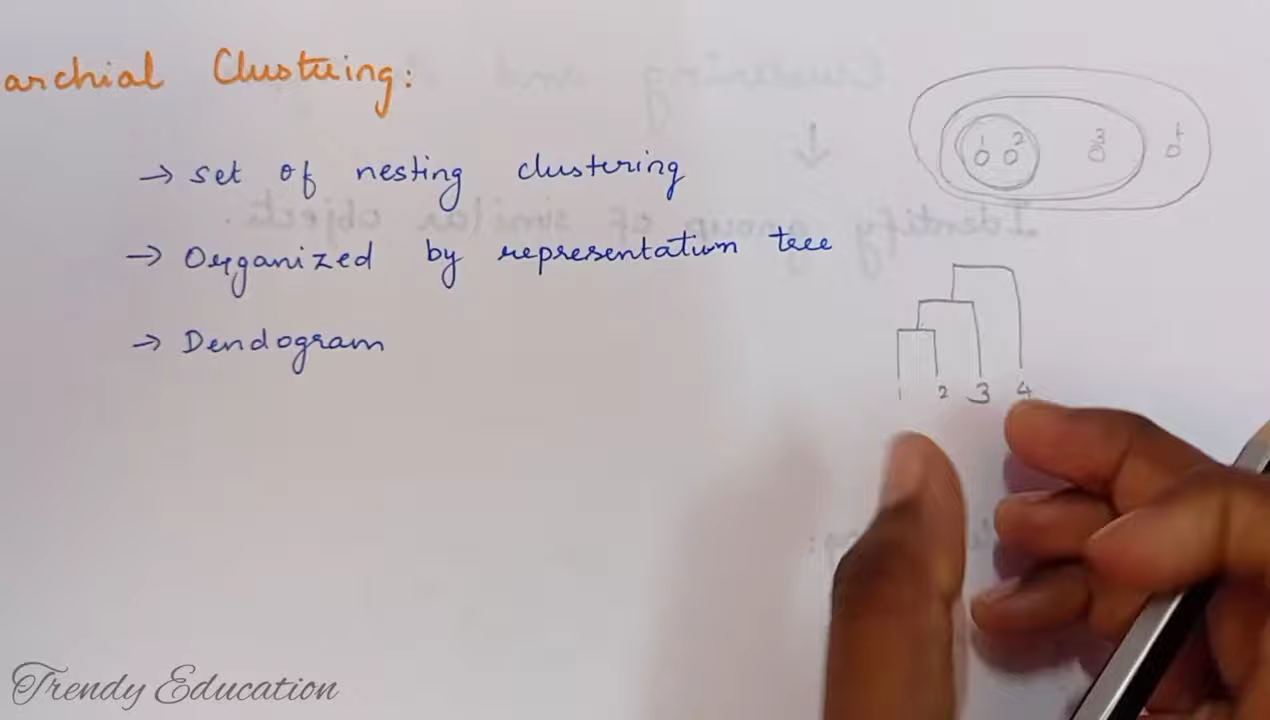 archial Clustering:
→ set of nesting clustering
→ Organized by representation tree
→ Dendogram
1 2 3 4
1 2 3 4
Trendy Education